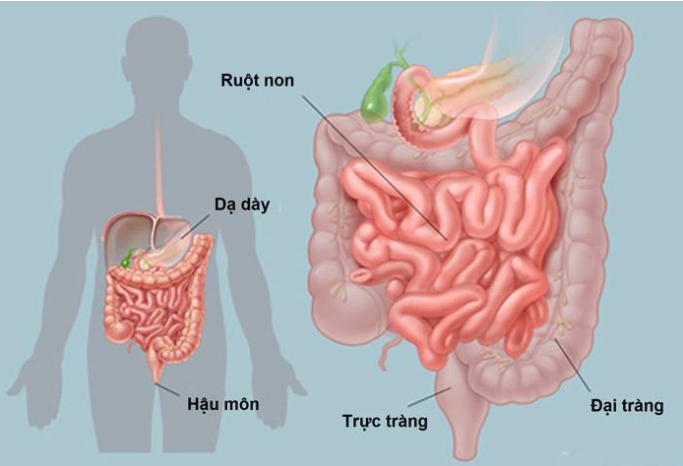 Ruột non
Dạ dày
Hậu môn
Trực tràng
Đại tràng